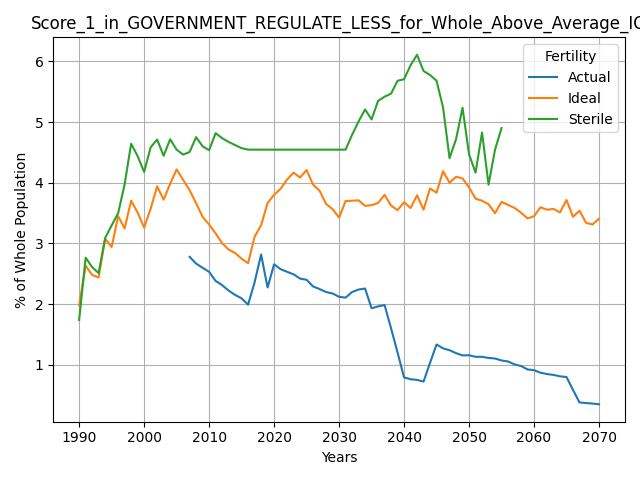 Score_1_in_GOVERNMENT_REGULATE_LESS_for_Whole_Above_Average_IQ
Fertility
Actual
Ideal
Sterile
% of Whole Population
6
5
4
3
2
1
1990 2000 2010 2020 2030 2040 2050 2060 2070
Years